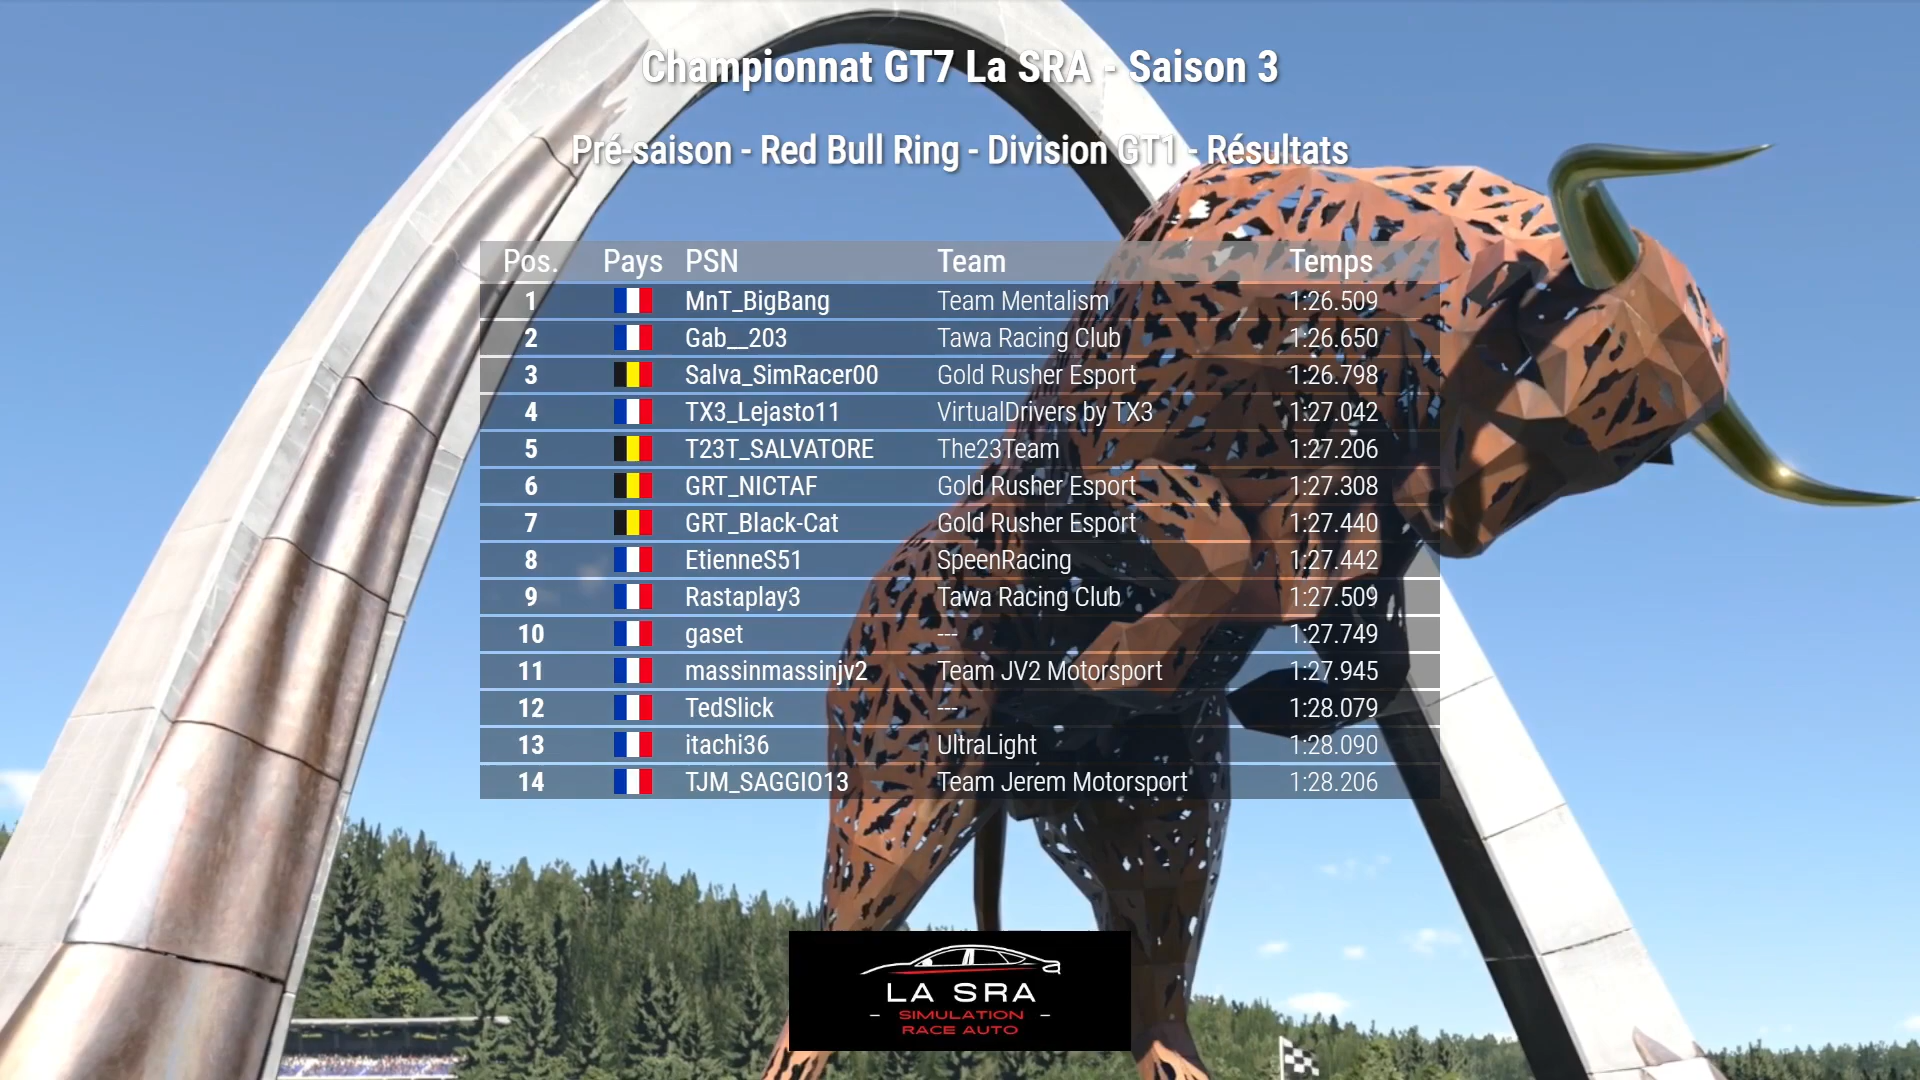 Championnat GT7 La SRA - Saison 3
Pré-saison - Red Bull Ring - Division GT1 - Résultats
Pos. Pays PSN Team Temps
1 MnT_BigBang Team Mentalism 1:26.509
2 Gab__203 Tawa Racing Club 1:26.650
3 Salva_SimRacer00 Gold Rusher Esport 1:26.798
4 TX3_Lejasto11 VirtualDrivers by TX3 1:27.042
5 T23T_SALVATORE The23Team 1:27.206
6 GRT_NICTAF Gold Rusher Esport 1:27.308
7 GRT_Black-Cat Gold Rusher Esport 1:27.440
8 EtienneS51 SpeenRacing 1:27.442
9 Rastaplay3 Tawa Racing Club 1:27.509
10 gaset --- 1:27.749
11 massinmassinjv2 Team JV2 Motorsport 1:27.945
12 TedSlick --- 1:28.079
13 itachi36 UltraLight 1:28.090
14 TJM_SAGGIO13 Team Jerem Motorsport 1:28.206
LA SRA
- SIMULATION -
RACE AUTO